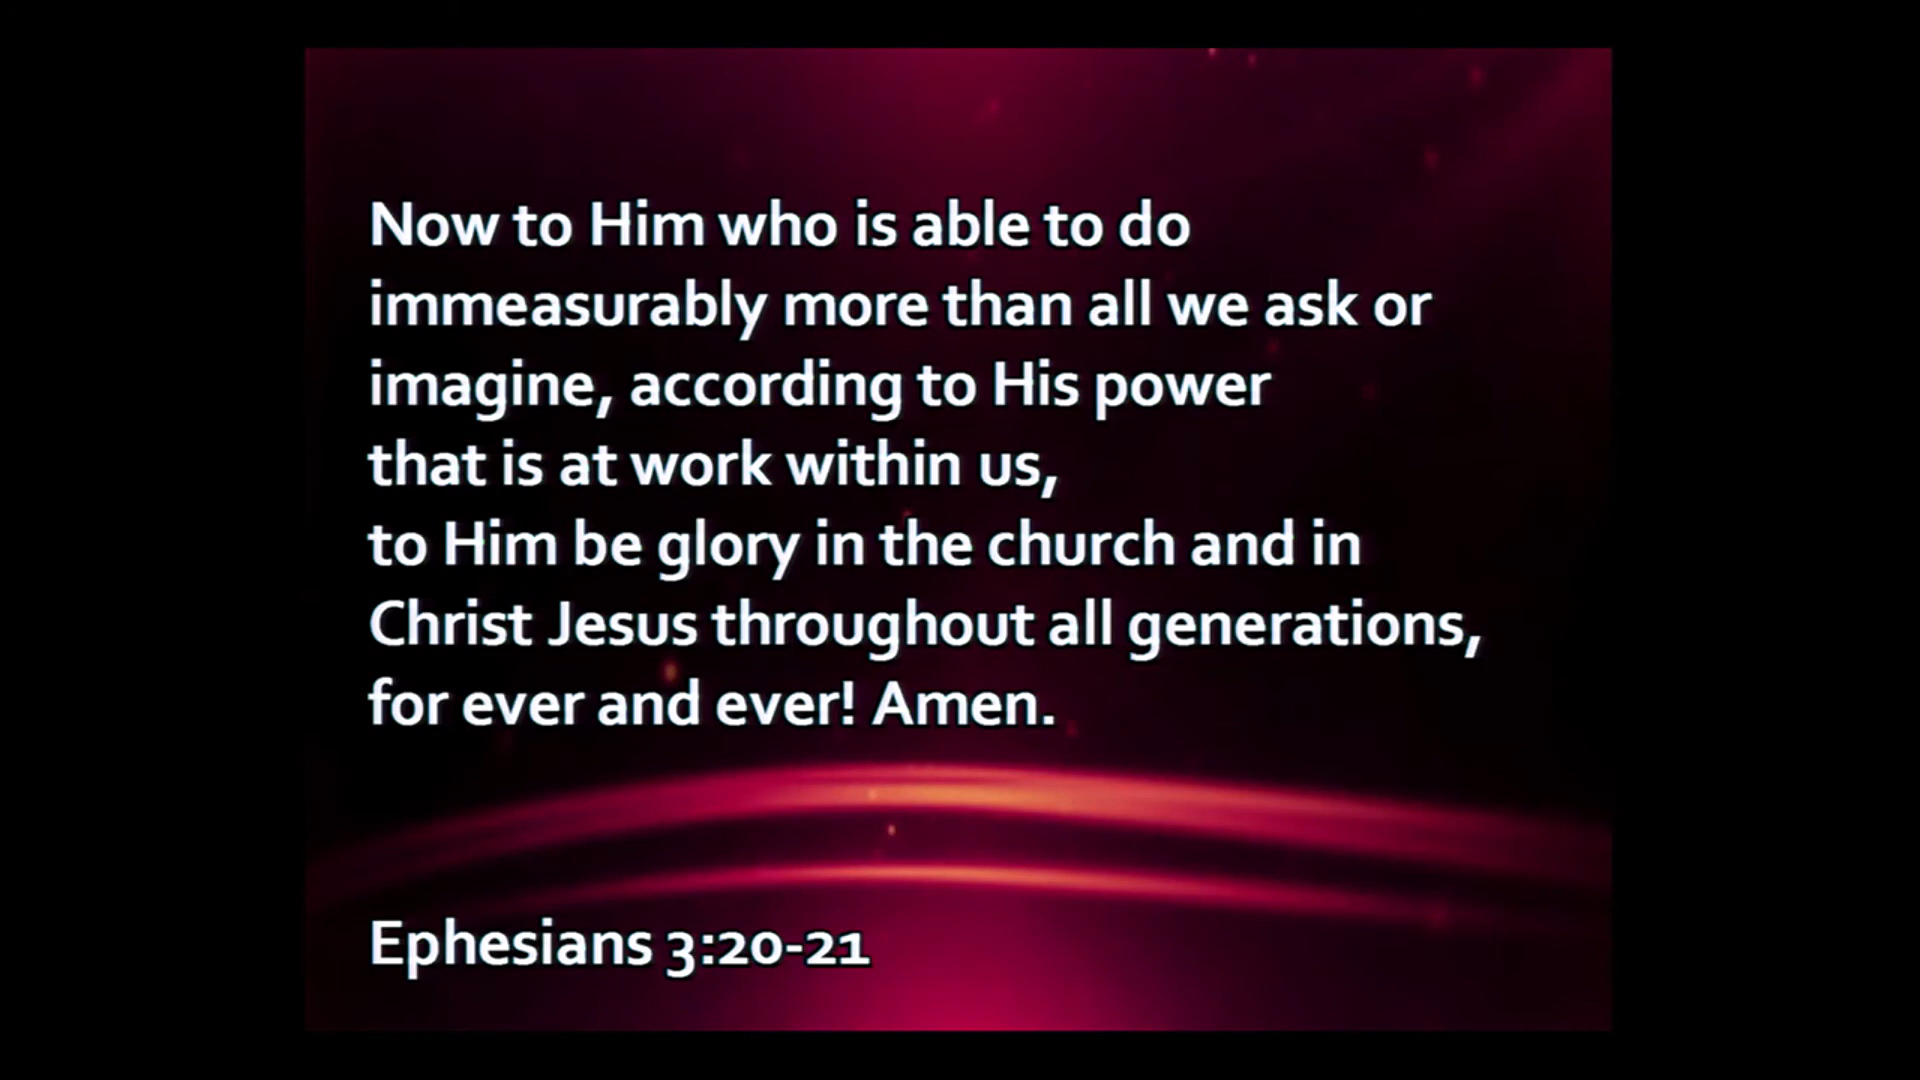 Now to Him who is able to do
immeasurably more than all we ask or
imagine, according to His power
that is at work within us,
to Him be glory in the church and in
Christ Jesus throughout all generations,
for ever and ever! Amen.
Ephesians 3:20-21